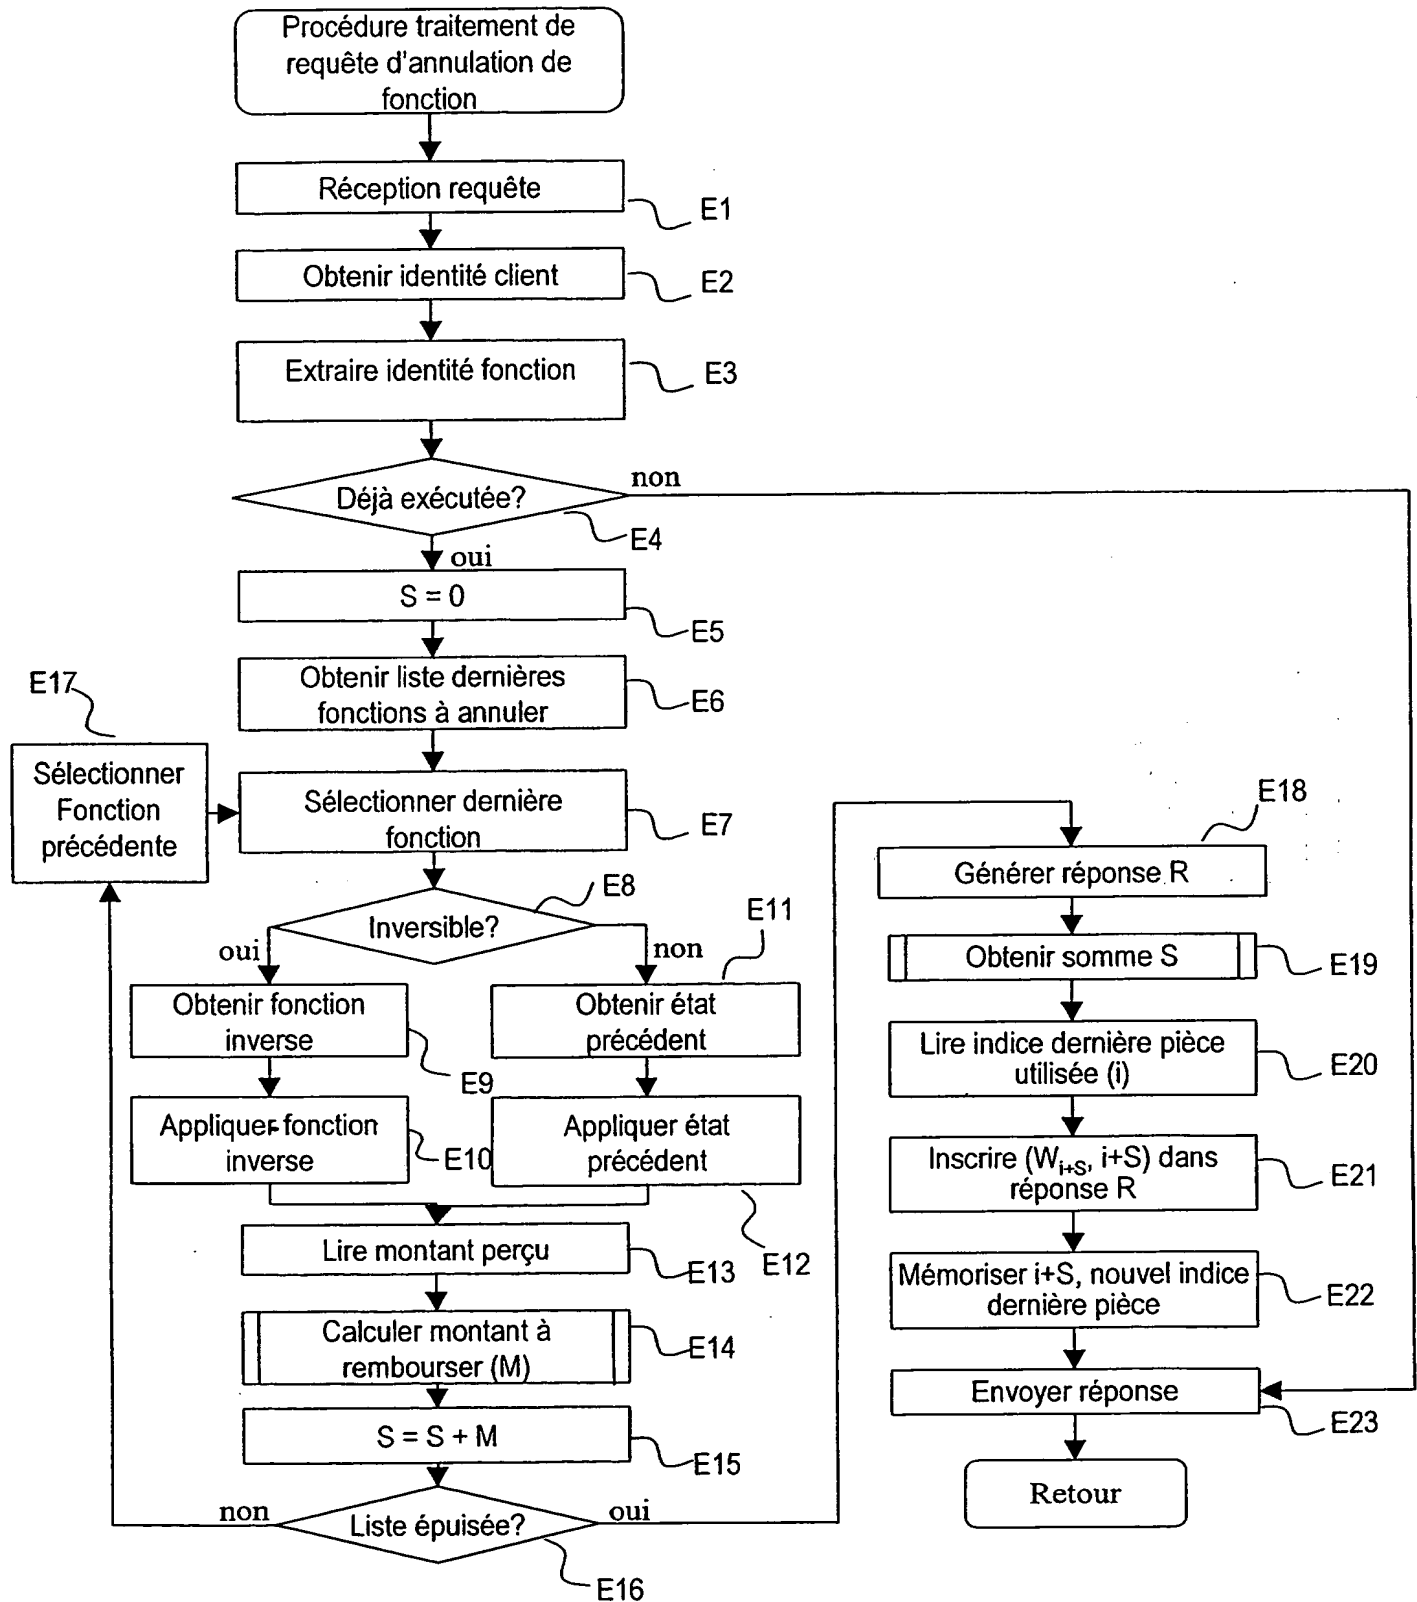 Procédure traitement de
requête d'annulation de
fonction
Réception requête
E1
Obtenir identité client
E2
Extraire identité fonction
E3
Déjà exécutée?
non
E4
oui
S = 0
E5
Obtenir liste dernières
fonctions à annuler
E6
E17
Sélectionner
Fonction
précédente
Sélectionner dernière
fonction
E7
Inversible?
E8
oui
non
E11
Obtenir fonction
inverse
E9
Obtenir état
précédent
Appliquer fonction
inverse
E10
Appliquer état
précédent
E12
Lire montant perçu
E13
Calculer montant à
rembourser (M)
E14
S = S + M
E15
Liste épuisée?
non
oui
E16
E18
Générer réponse R
Obtenir somme S
E19
Lire indice dernière pièce
utilisée (i)
E20
Inscrire (W_{i+S}, i+S) dans
réponse R
E21
Mémoriser i+S, nouvel indice
dernière pièce
E22
Envoyer réponse
E23
Retour